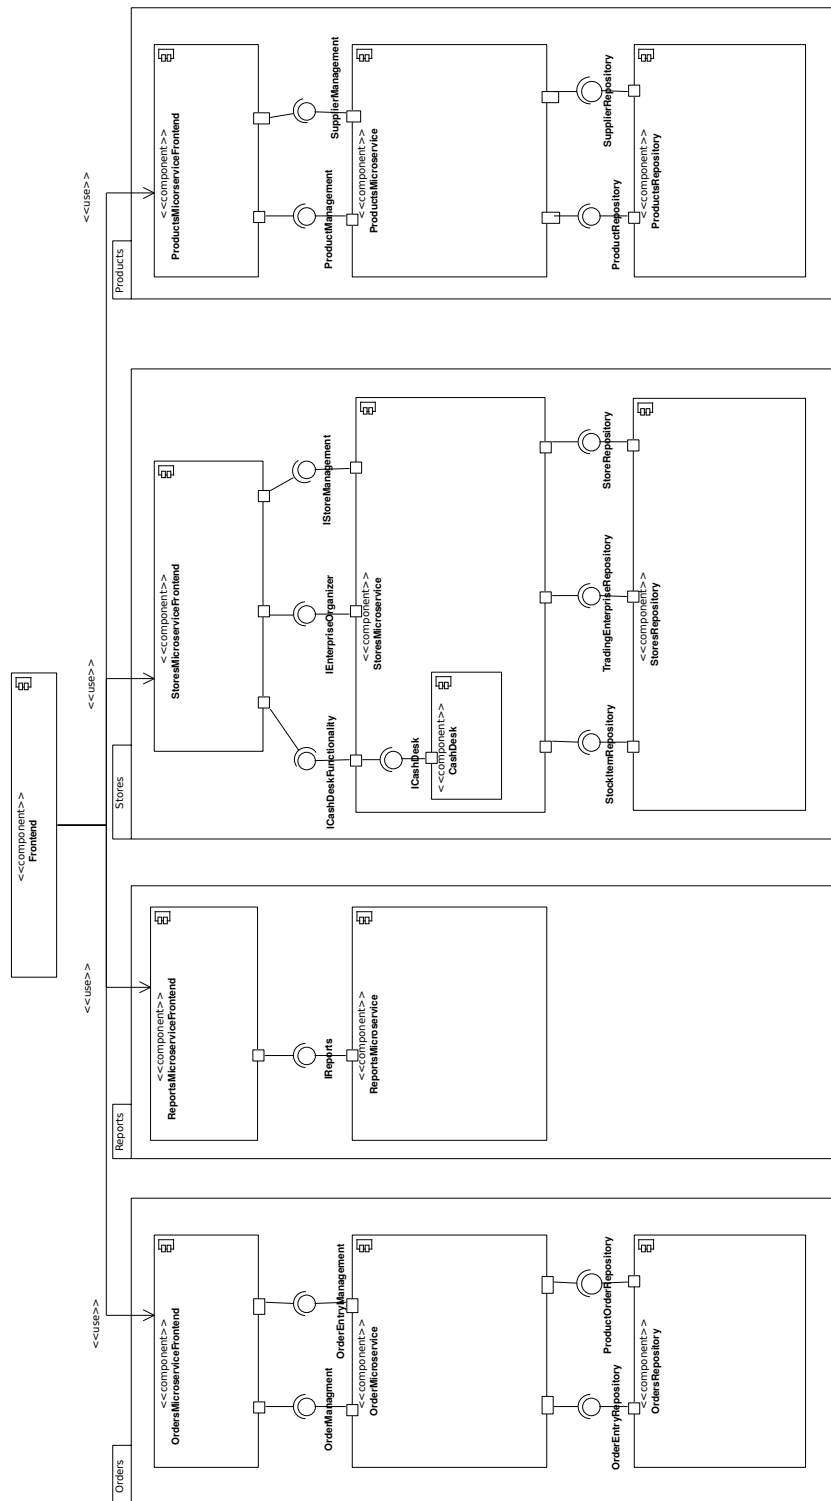 <<component>>
Frontend
<<use>>
<<use>>
<<use>>
<<use>>
Orders
<<component>>
OrdersMicroserviceFrontend
OrderManagment
OrderEntryManagement
<<component>>
OrderMicroservice
OrderEntryRepository
ProductOrderRepository
<<component>>
OrdersRepository
Reports
<<component>>
ReportsMicroserviceFrontend
IReports
<<component>>
ReportsMicroservice
Stores
<<component>>
StoresMicroserviceFrontend
ICashDeskFunctionality
IEnterpriseOrganizer
IStoreManagement
<<component>>
StoresMicroservice
ICashDesk
<<component>>
CashDesk
StockItemRepository
TradingEnterpriseRepository
StoreRepository
<<component>>
StoresRepository
Products
<<component>>
ProductsMicorserviceFrontend
ProductManagement
SupplierManagement
<<component>>
ProductsMicroservice
ProductRepository
SupplierRepository
<<component>>
ProductsRepository